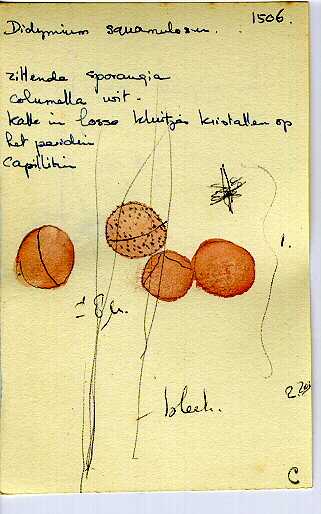 1506.
Didymium squamulosum.
zittende sporangia
Columella wit.
Kalk in losse kluitjes kristallen op
het peridium
Capillitium
1.
± 8 µ.
bleek.
C